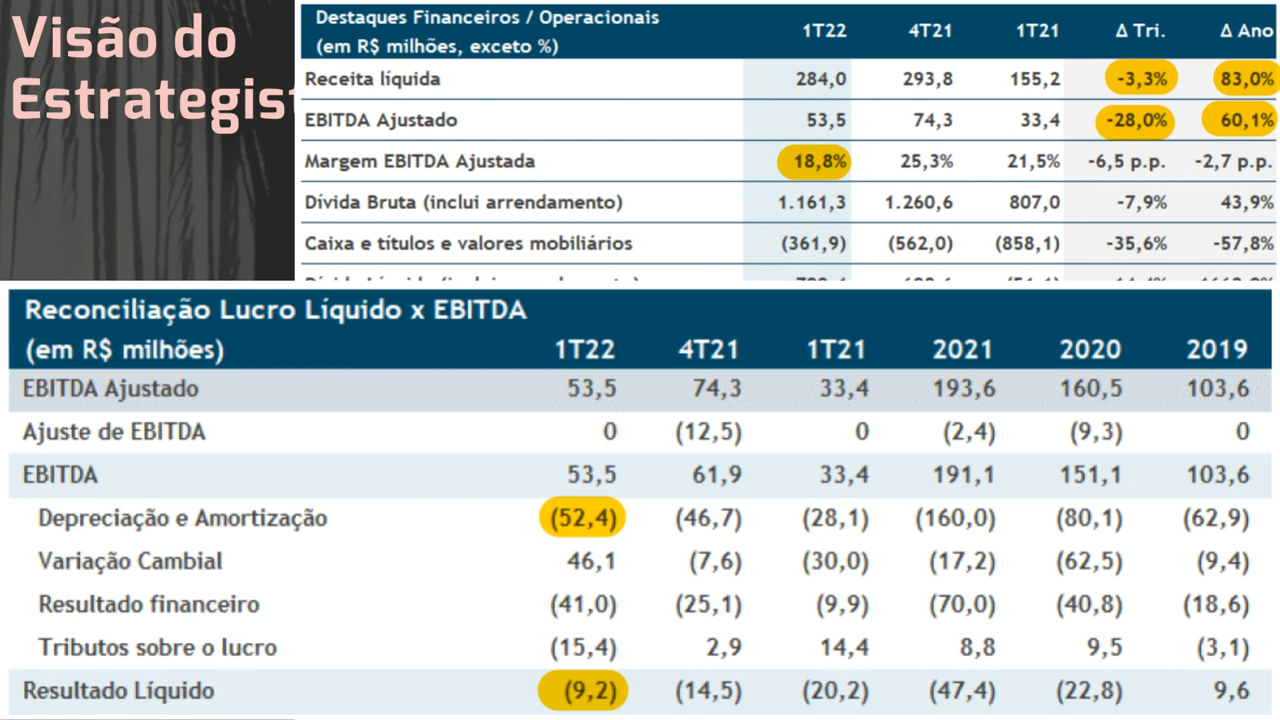 Visão do
Estrategis
Destaques Financeiros / Operacionais
(em R$ milhões, exceto %) 1T22 4T21 1T21 Δ Tri. Δ Ano
Receita líquida 284,0 293,8 155,2 -3,3% 83,0%
EBITDA Ajustado 53,5 74,3 33,4 -28,0% 60,1%
Margem EBITDA Ajustada 18,8% 25,3% 21,5% -6,5 p.p. -2,7 p.p.
Dívida Bruta (inclui arrendamento) 1.161,3 1.260,6 807,0 -7,9% 43,9%
Caixa e títulos e valores mobiliários (361,9) (562,0) (858,1) -35,6% -57,8%
Reconciliação Lucro Líquido x EBITDA
(em R$ milhões) 1T22 4T21 1T21 2021 2020 2019
EBITDA Ajustado 53,5 74,3 33,4 193,6 160,5 103,6
Ajuste de EBITDA 0 (12,5) 0 (2,4) (9,3) 0
EBITDA 53,5 61,9 33,4 191,1 151,1 103,6
Depreciação e Amortização (52,4) (46,7) (28,1) (160,0) (80,1) (62,9)
Variação Cambial 46,1 (7,6) (30,0) (17,2) (62,5) (9,4)
Resultado financeiro (41,0) (25,1) (9,9) (70,0) (40,8) (18,6)
Tributos sobre o lucro (15,4) 2,9 14,4 8,8 9,5 (3,1)
Resultado Líquido (9,2) (14,5) (20,2) (47,4) (22,8) 9,6